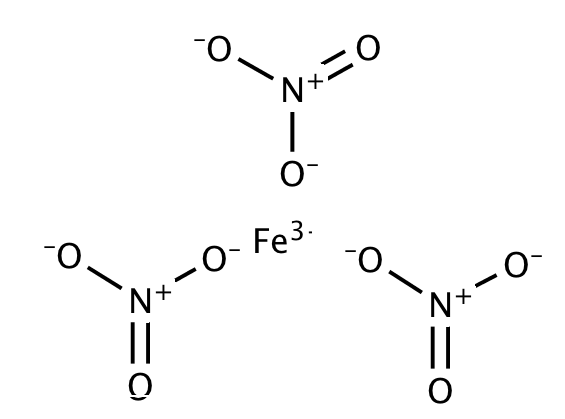 ⁻O O
N⁺
O⁻
Fe³·
⁻O O⁻ ⁻O O⁻
N⁺ N⁺
O O